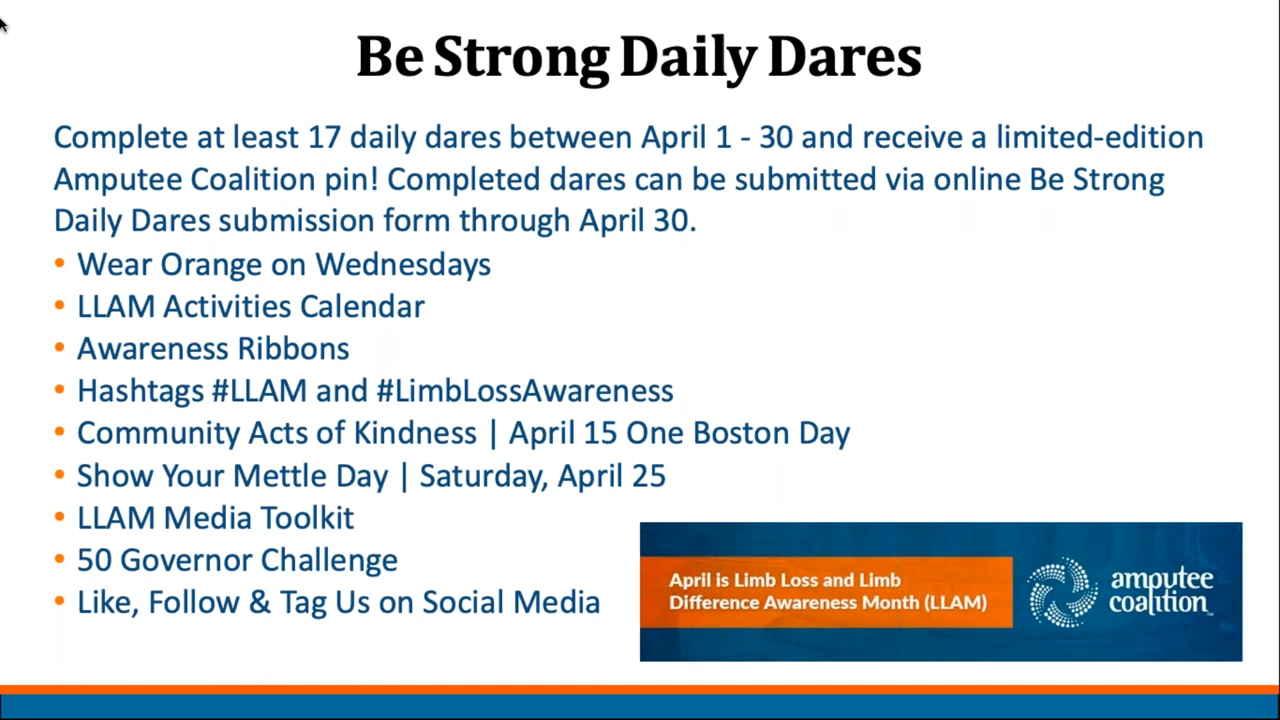 Be Strong Daily Dares
Complete at least 17 daily dares between April 1 - 30 and receive a limited-edition
Amputee Coalition pin! Completed dares can be submitted via online Be Strong
Daily Dares submission form through April 30.
• Wear Orange on Wednesdays
• LLAM Activities Calendar
• Awareness Ribbons
• Hashtags #LLAM and #LimbLossAwareness
• Community Acts of Kindness | April 15 One Boston Day
• Show Your Mettle Day | Saturday, April 25
• LLAM Media Toolkit
• 50 Governor Challenge
• Like, Follow & Tag Us on Social Media
April is Limb Loss and Limb
Difference Awareness Month (LLAM)
amputee
coalition™